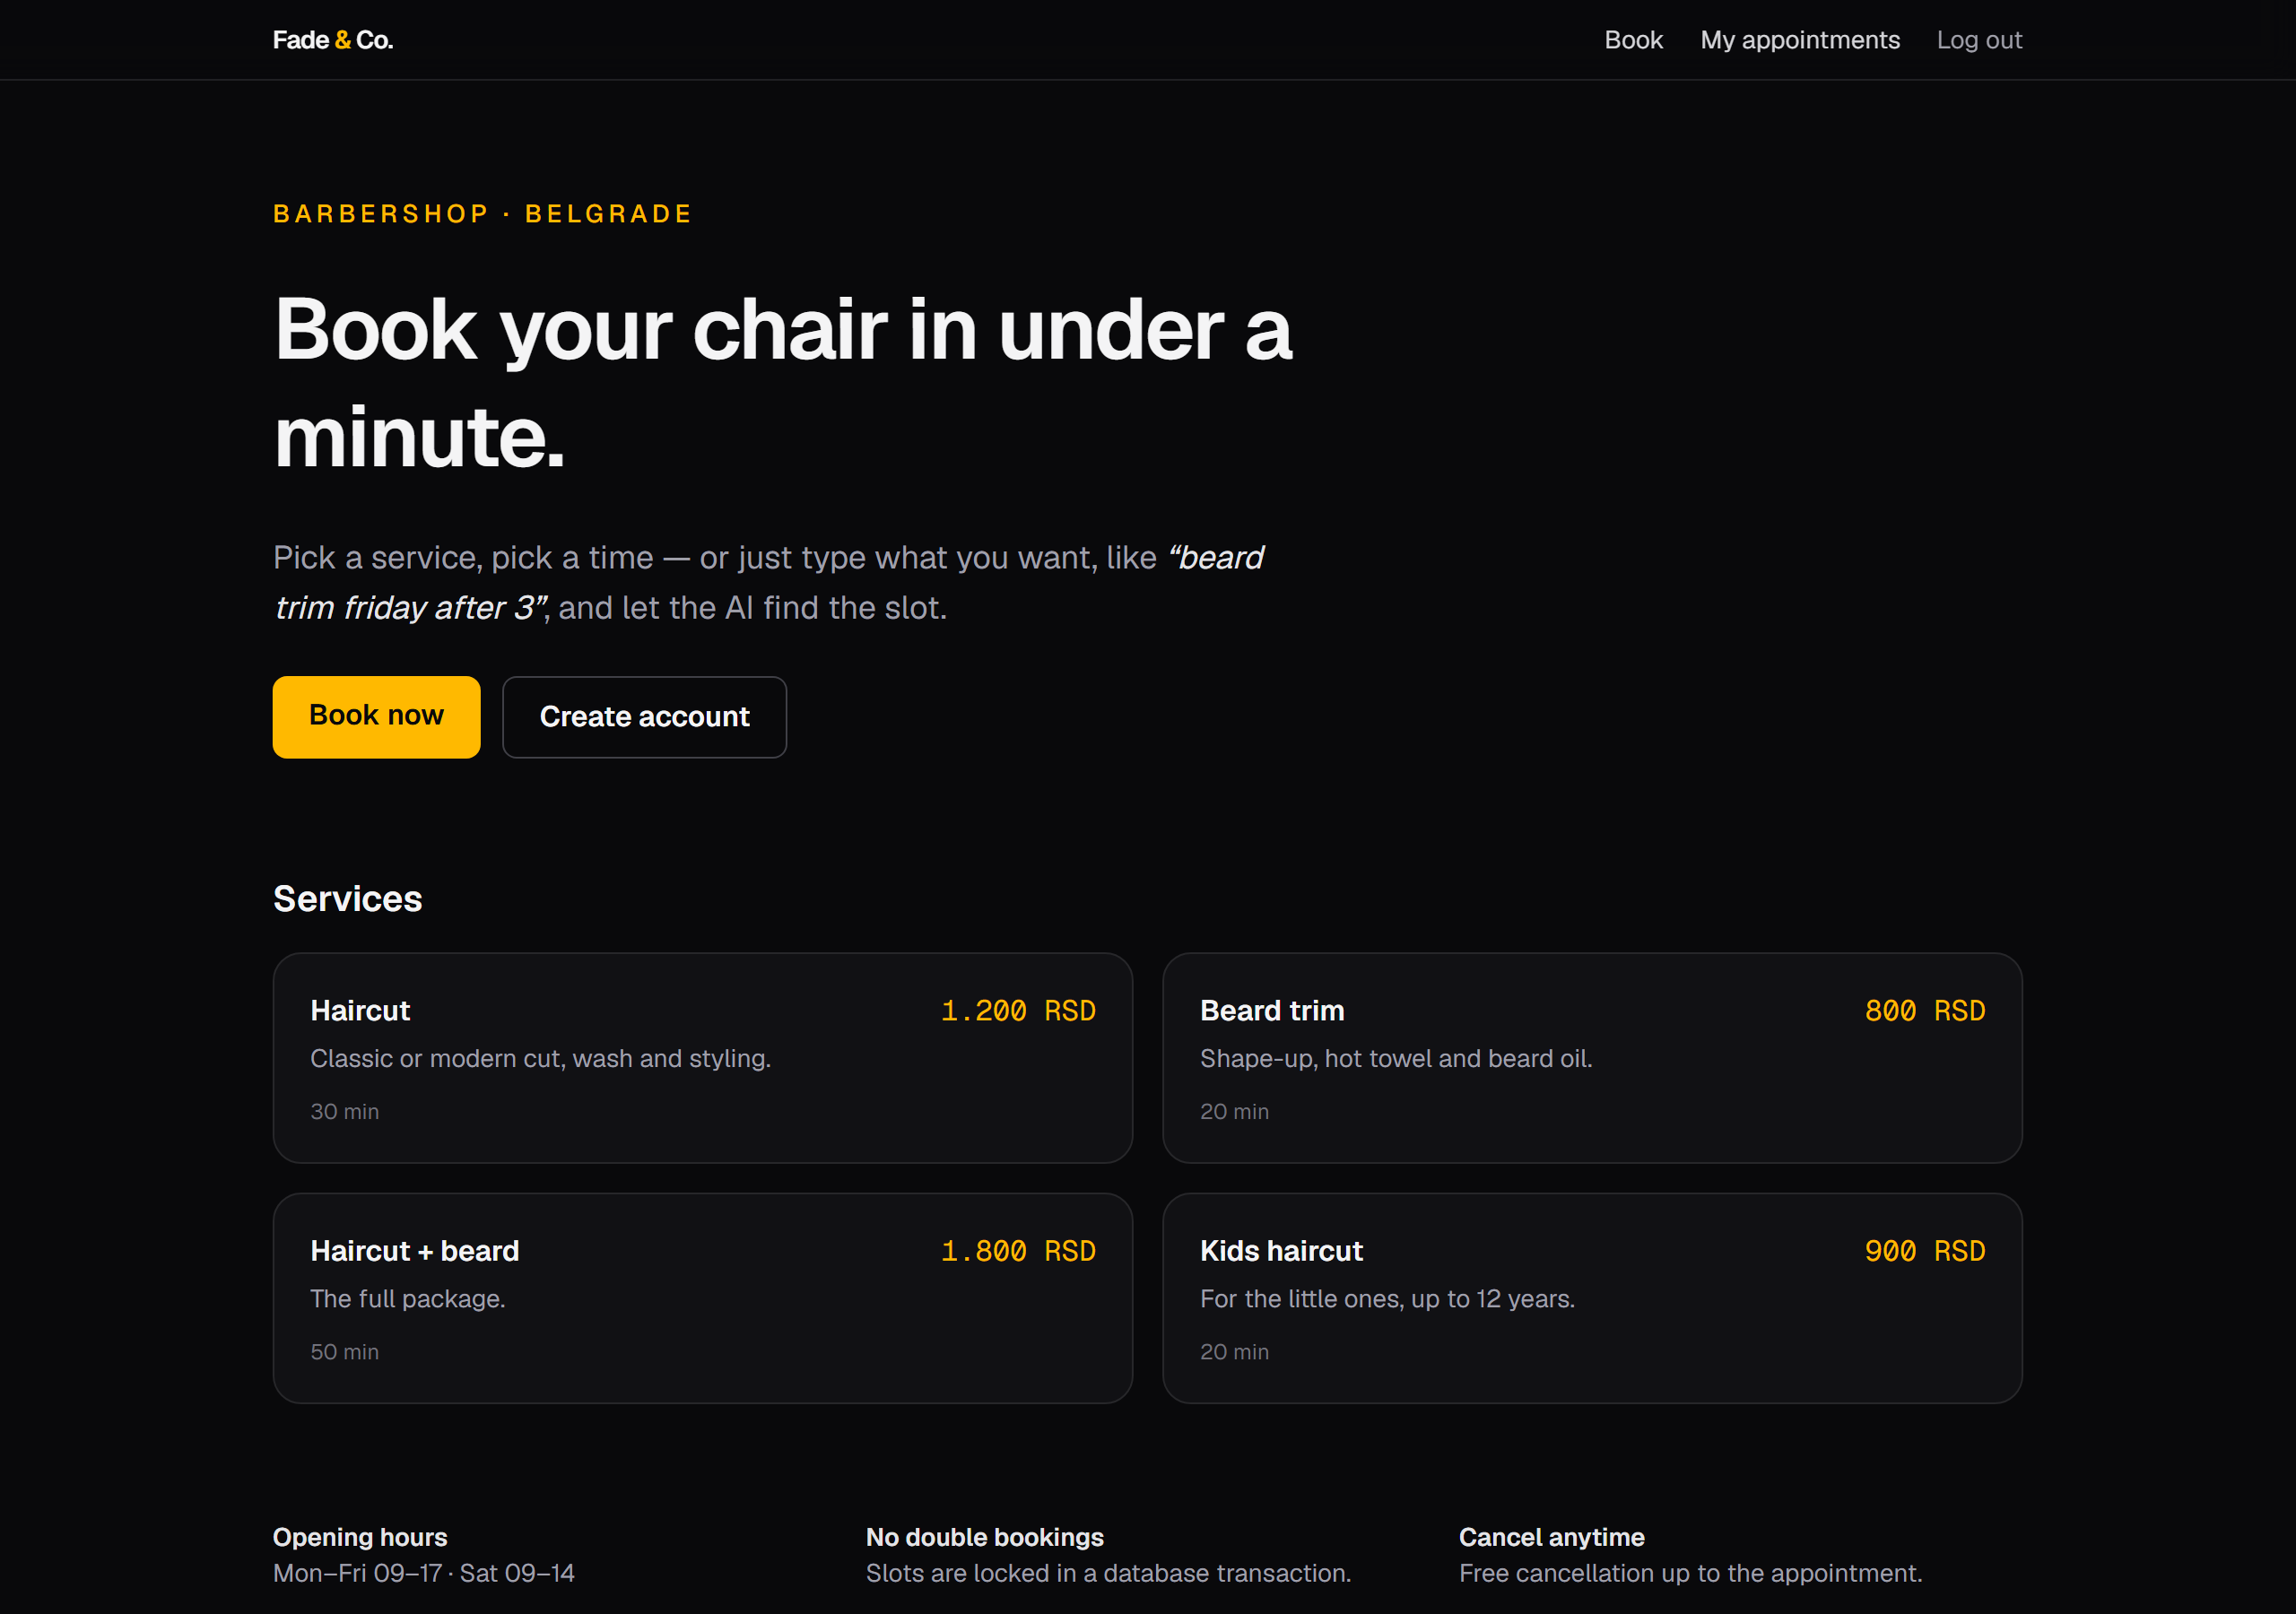 Fade & Co.
Book My appointments Log out
BARBERSHOP · BELGRADE
Book your chair in under a
minute.
Pick a service, pick a time — or just type what you want, like “beard
trim friday after 3”, and let the AI find the slot.
Book now Create account
Services
Haircut 1.200 RSD
Classic or modern cut, wash and styling.
30 min
Beard trim 800 RSD
Shape-up, hot towel and beard oil.
20 min
Haircut + beard 1.800 RSD
The full package.
50 min
Kids haircut 900 RSD
For the little ones, up to 12 years.
20 min
Opening hours
Mon–Fri 09–17 · Sat 09–14
No double bookings
Slots are locked in a database transaction.
Cancel anytime
Free cancellation up to the appointment.